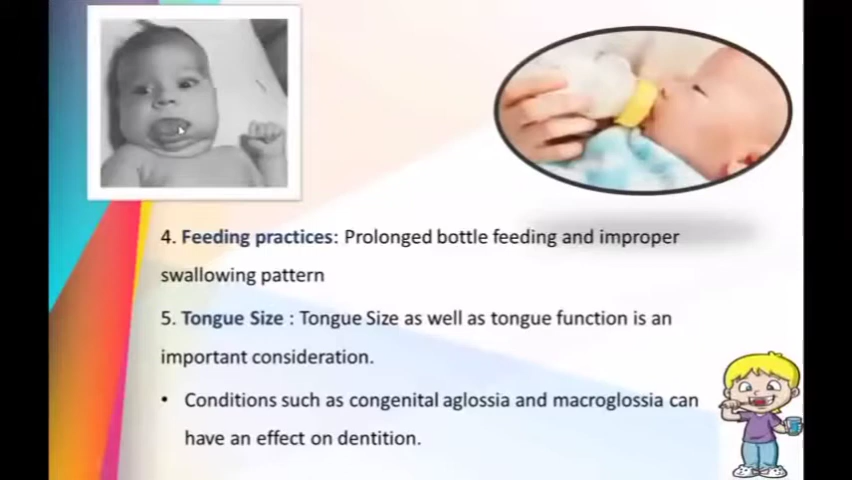 4. Feeding practices: Prolonged bottle feeding and improper
swallowing pattern
5. Tongue Size : Tongue Size as well as tongue function is an
important consideration.
• Conditions such as congenital aglossia and macroglossia can
have an effect on dentition.